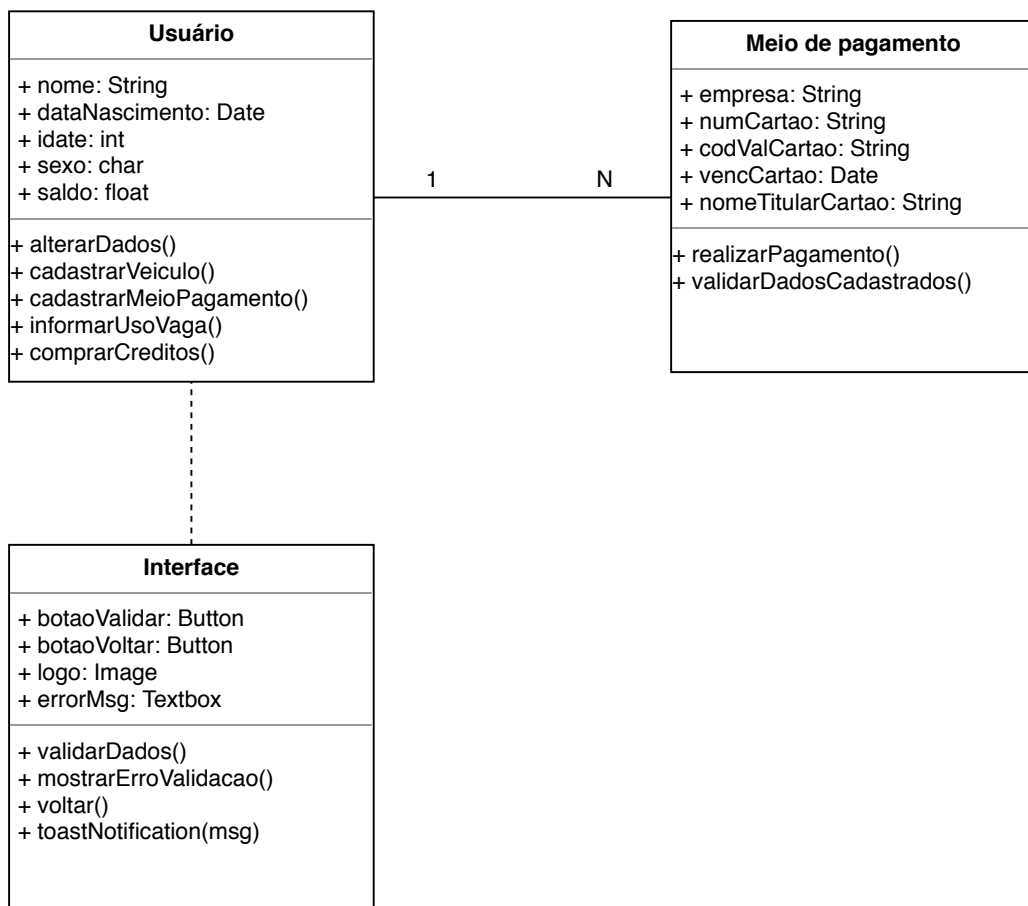 Usuário
+ nome: String
+ dataNascimento: Date
+ idate: int
+ sexo: char
+ saldo: float
+ alterarDados()
+ cadastrarVeiculo()
+ cadastrarMeioPagamento()
+ informarUsoVaga()
+ comprarCreditos()
1
N
Meio de pagamento
+ empresa: String
+ numCartao: String
+ codValCartao: String
+ vencCartao: Date
+ nomeTitularCartao: String
+ realizarPagamento()
+ validarDadosCadastrados()
Interface
+ botaoValidar: Button
+ botaoVoltar: Button
+ logo: Image
+ errorMsg: Textbox
+ validarDados()
+ mostrarErroValidacao()
+ voltar()
+ toastNotification(msg)